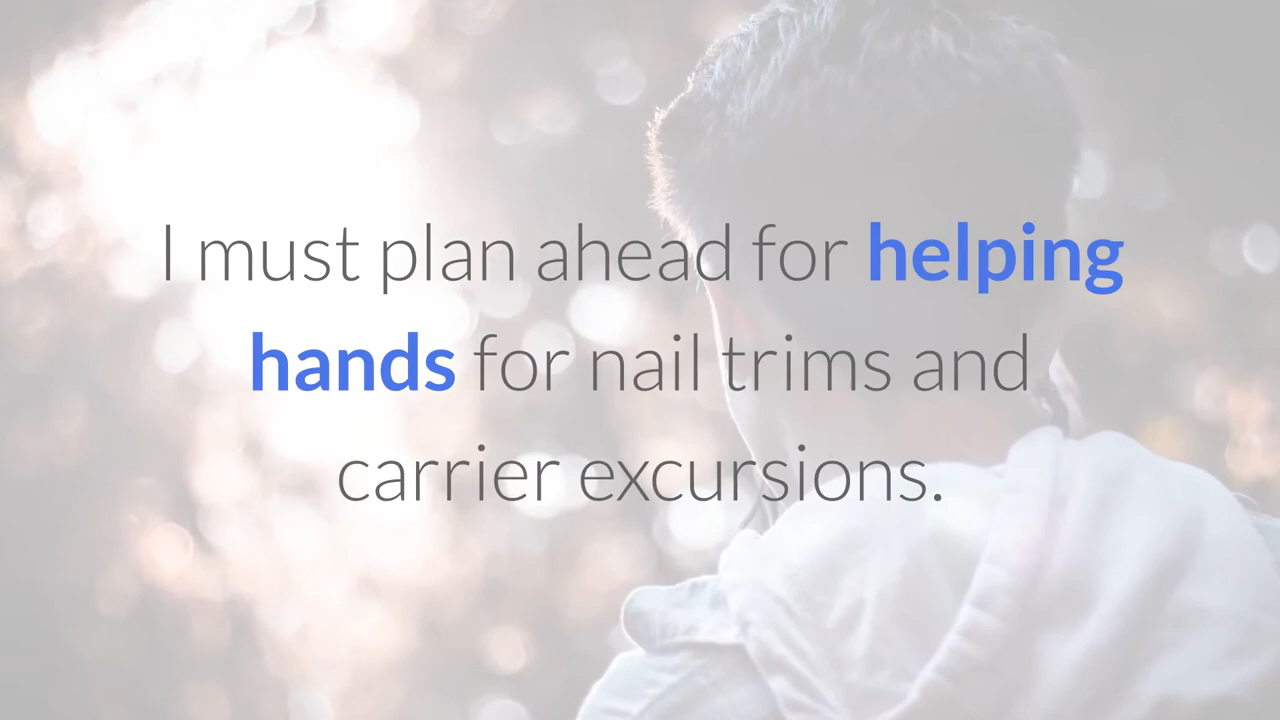 I must plan ahead for helping
hands for nail trims and
carrier excursions.